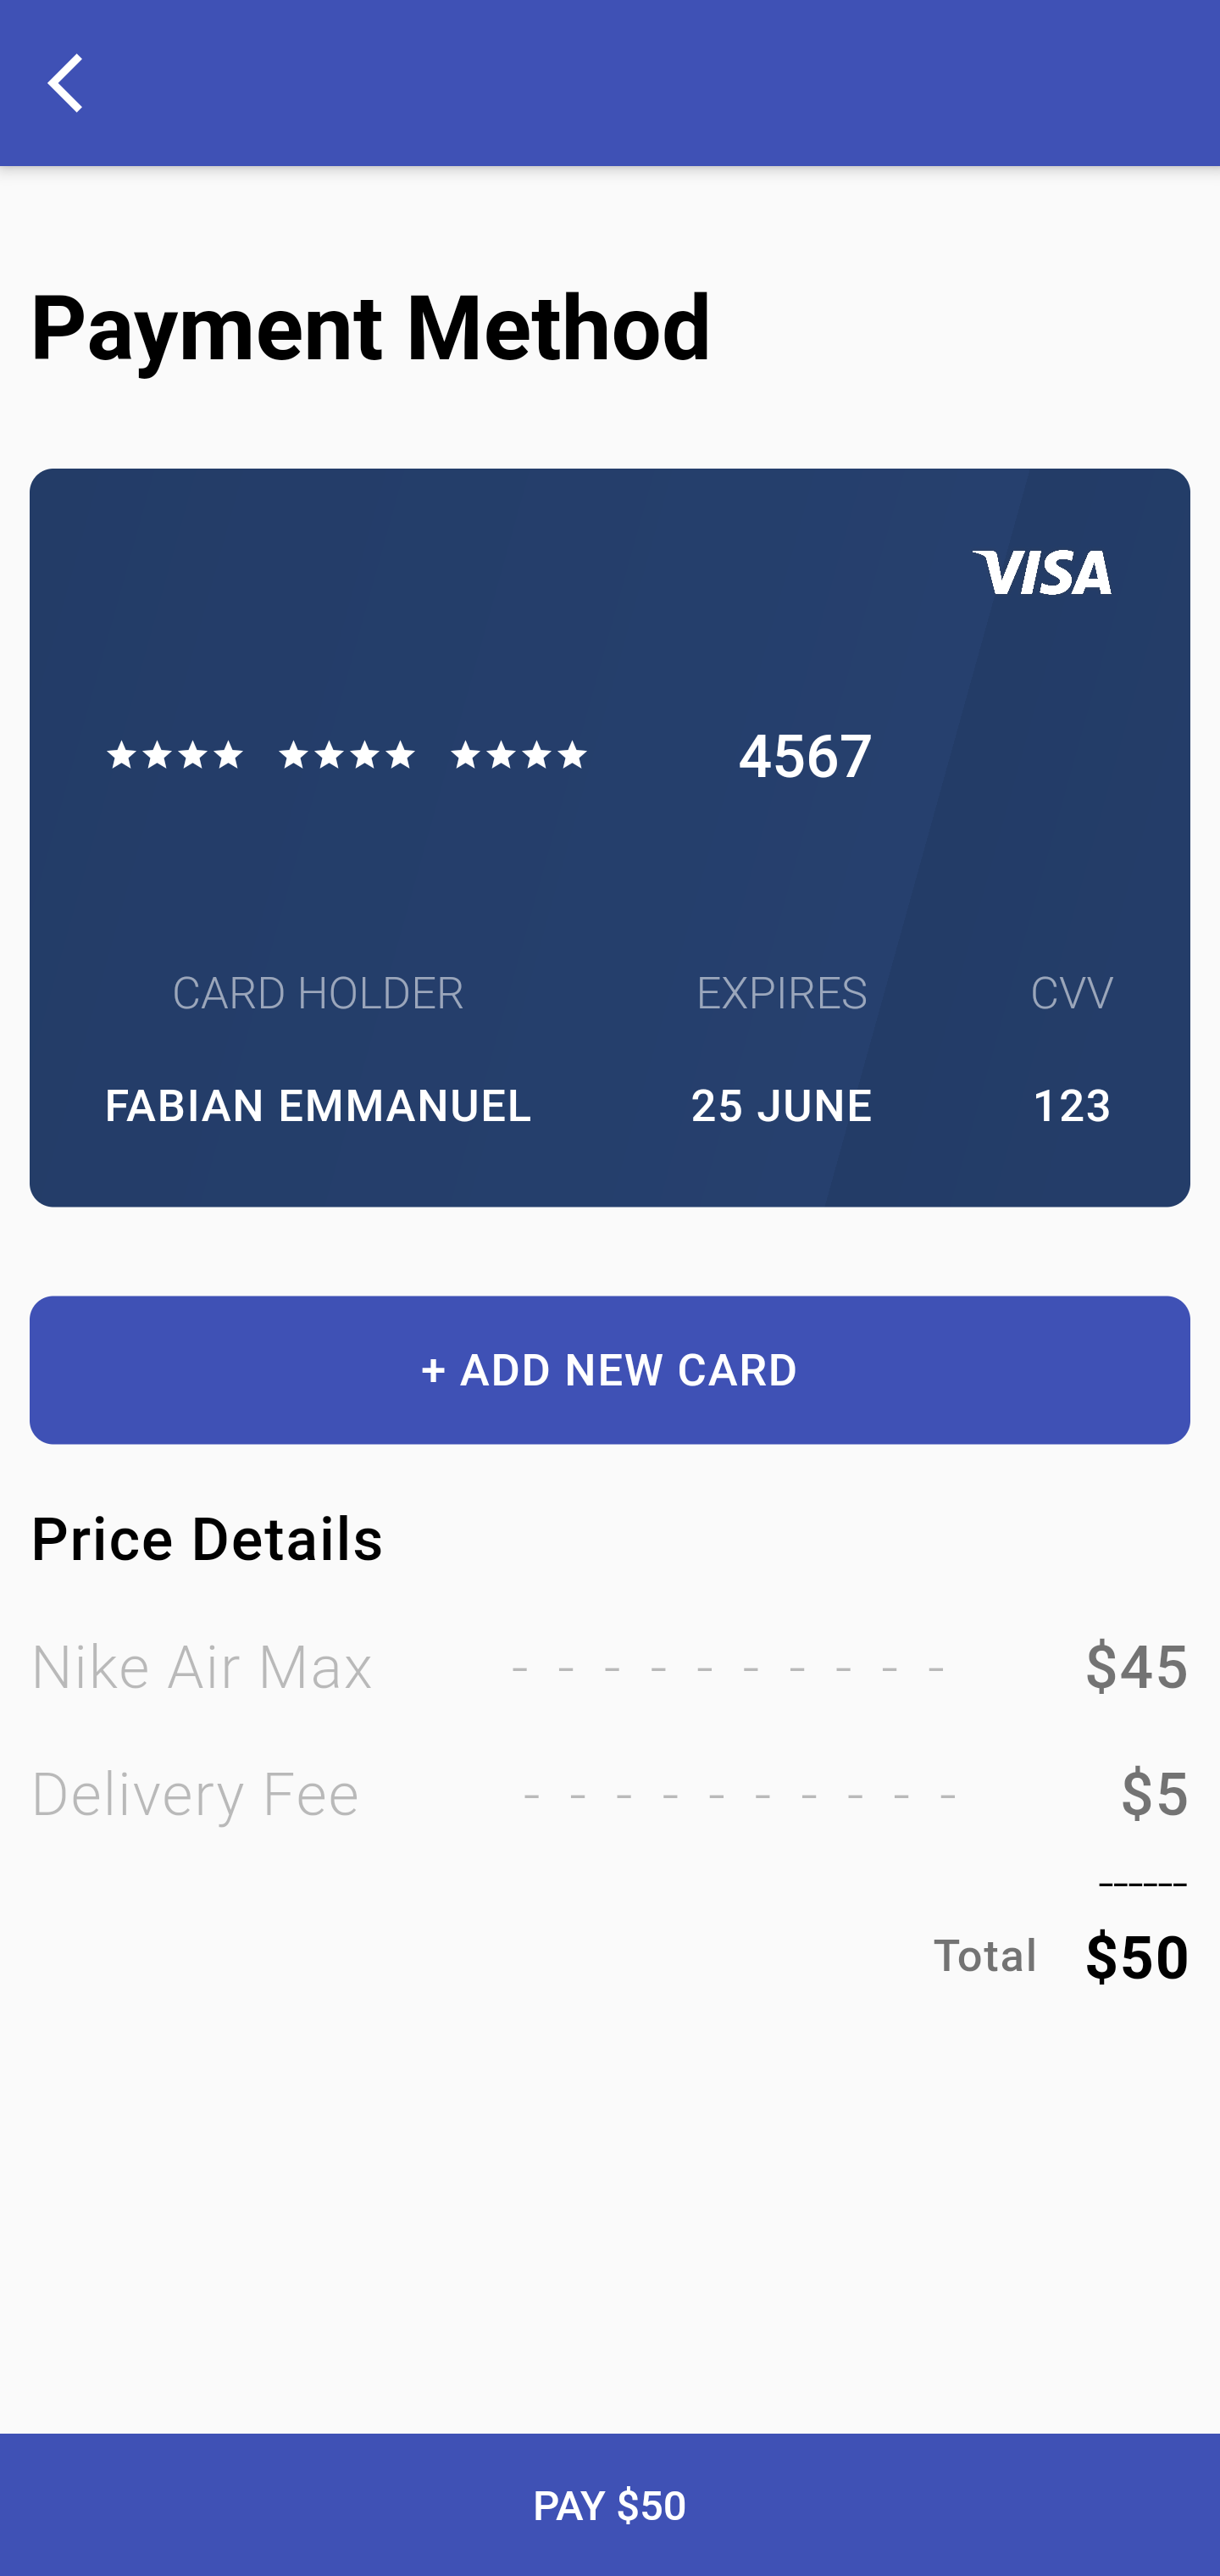 Payment Method
VISA
★★★★ ★★★★ ★★★★ 4567
CARD HOLDER EXPIRES CVV
FABIAN EMMANUEL 25 JUNE 123
+ ADD NEW CARD
Price Details
Nike Air Max - - - - - - - - - - $45
Delivery Fee - - - - - - - - - - $5
------
Total $50
PAY $50